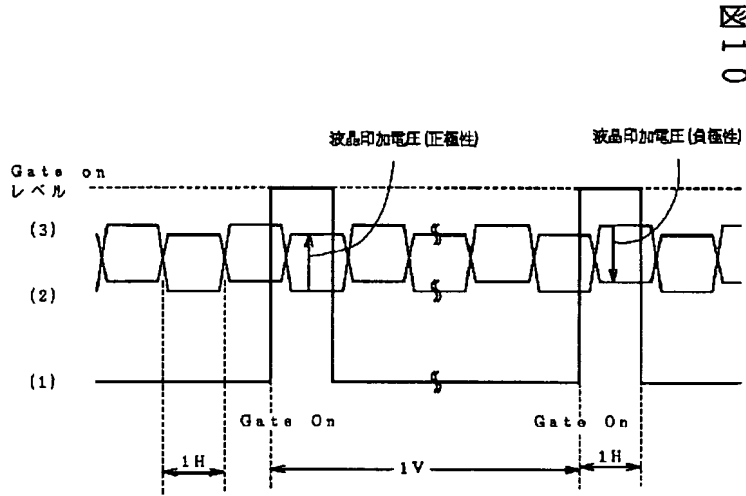 図10
液晶印加電圧(正極性)
液晶印加電圧(負極性)
Gate on
レベル
(3)
(2)
(1)
Gate On
Gate On
1H
1V
1H